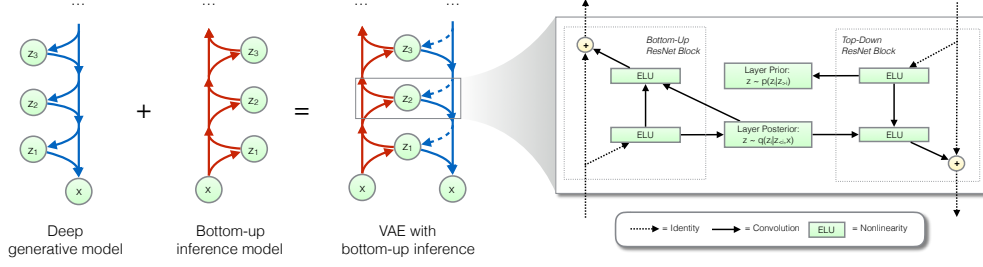 ...
...
...
...
z3
z2
z1
x
Deep
generative model
+
z3
z2
z1
x
Bottom-up
inference model
=
z3
z2
z1
x
x
VAE with
bottom-up inference
Bottom-Up
ResNet Block
Top-Down
ResNet Block
+
ELU
Layer Prior:
ELU
ELU
Layer Posterior:
ELU
+
= Identity
= Convolution
ELU
= Nonlinearity